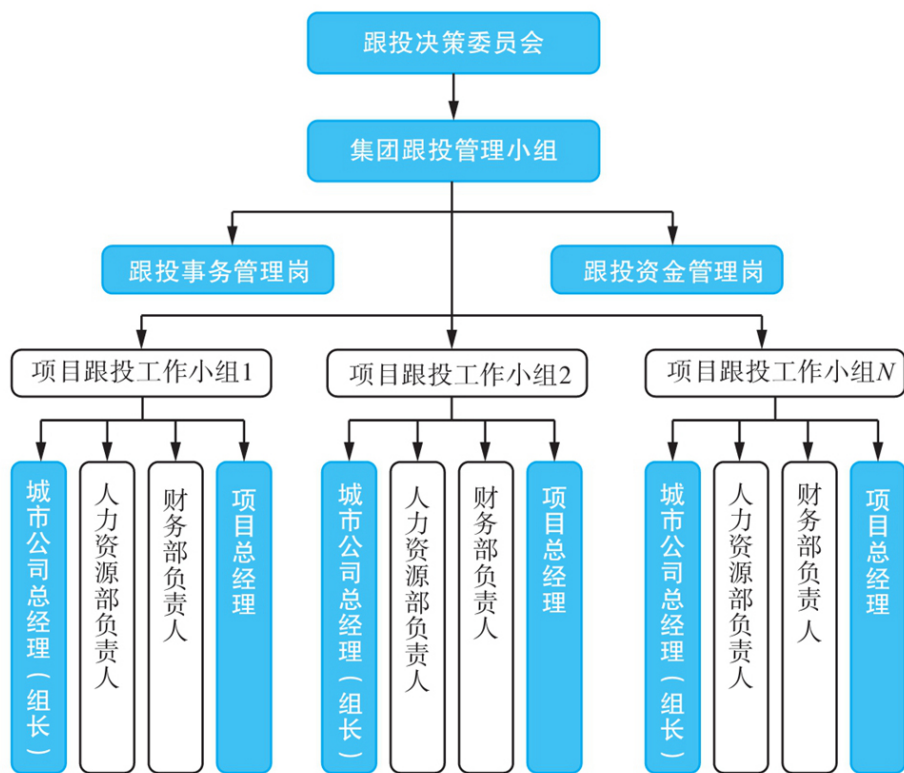 跟投决策委员会
集团跟投管理小组
跟投事务管理岗
跟投资金管理岗
项目跟投工作小组1
项目跟投工作小组2
项目跟投工作小组N
城市公司总经理（组长）
人力资源部负责人
财务部负责人
项目总经理
城市公司总经理（组长）
人力资源部负责人
财务部负责人
项目总经理
城市公司总经理（组长）
人力资源部负责人
财务部负责人
项目总经理